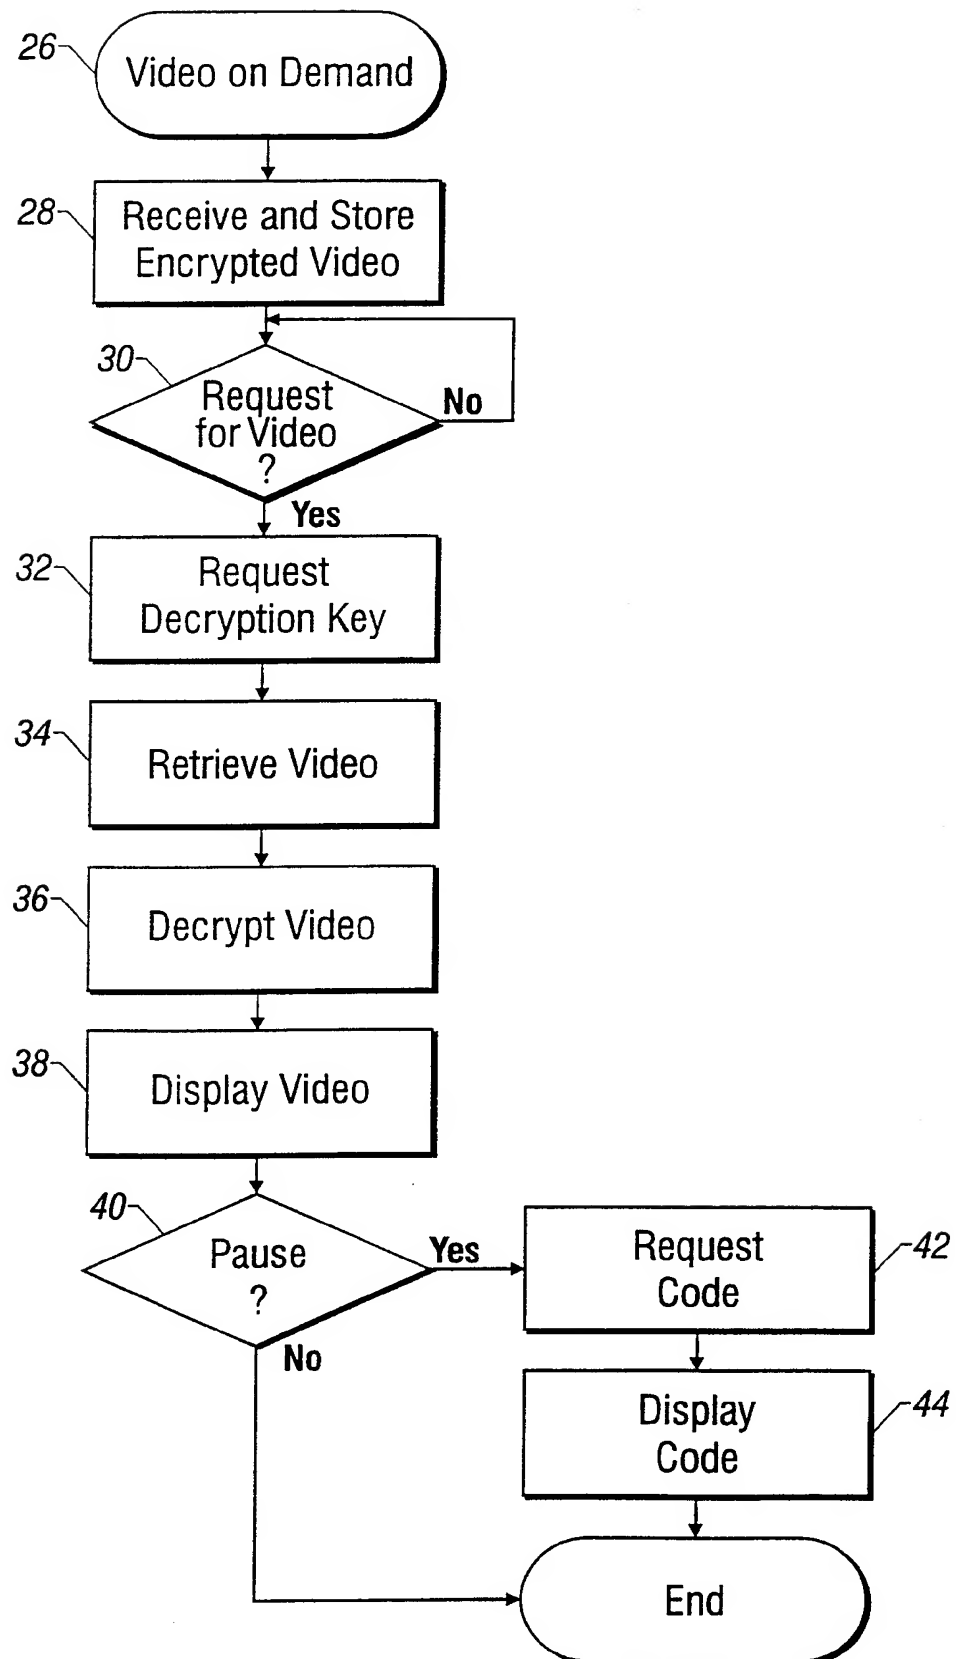 26
Video on Demand
28
Receive and Store
Encrypted Video
30
Request
for Video
?
No
Yes
32
Request
Decryption Key
34
Retrieve Video
36
Decrypt Video
38
Display Video
40
Pause
?
Yes
No
Request
Code
42
Display
Code
44
End